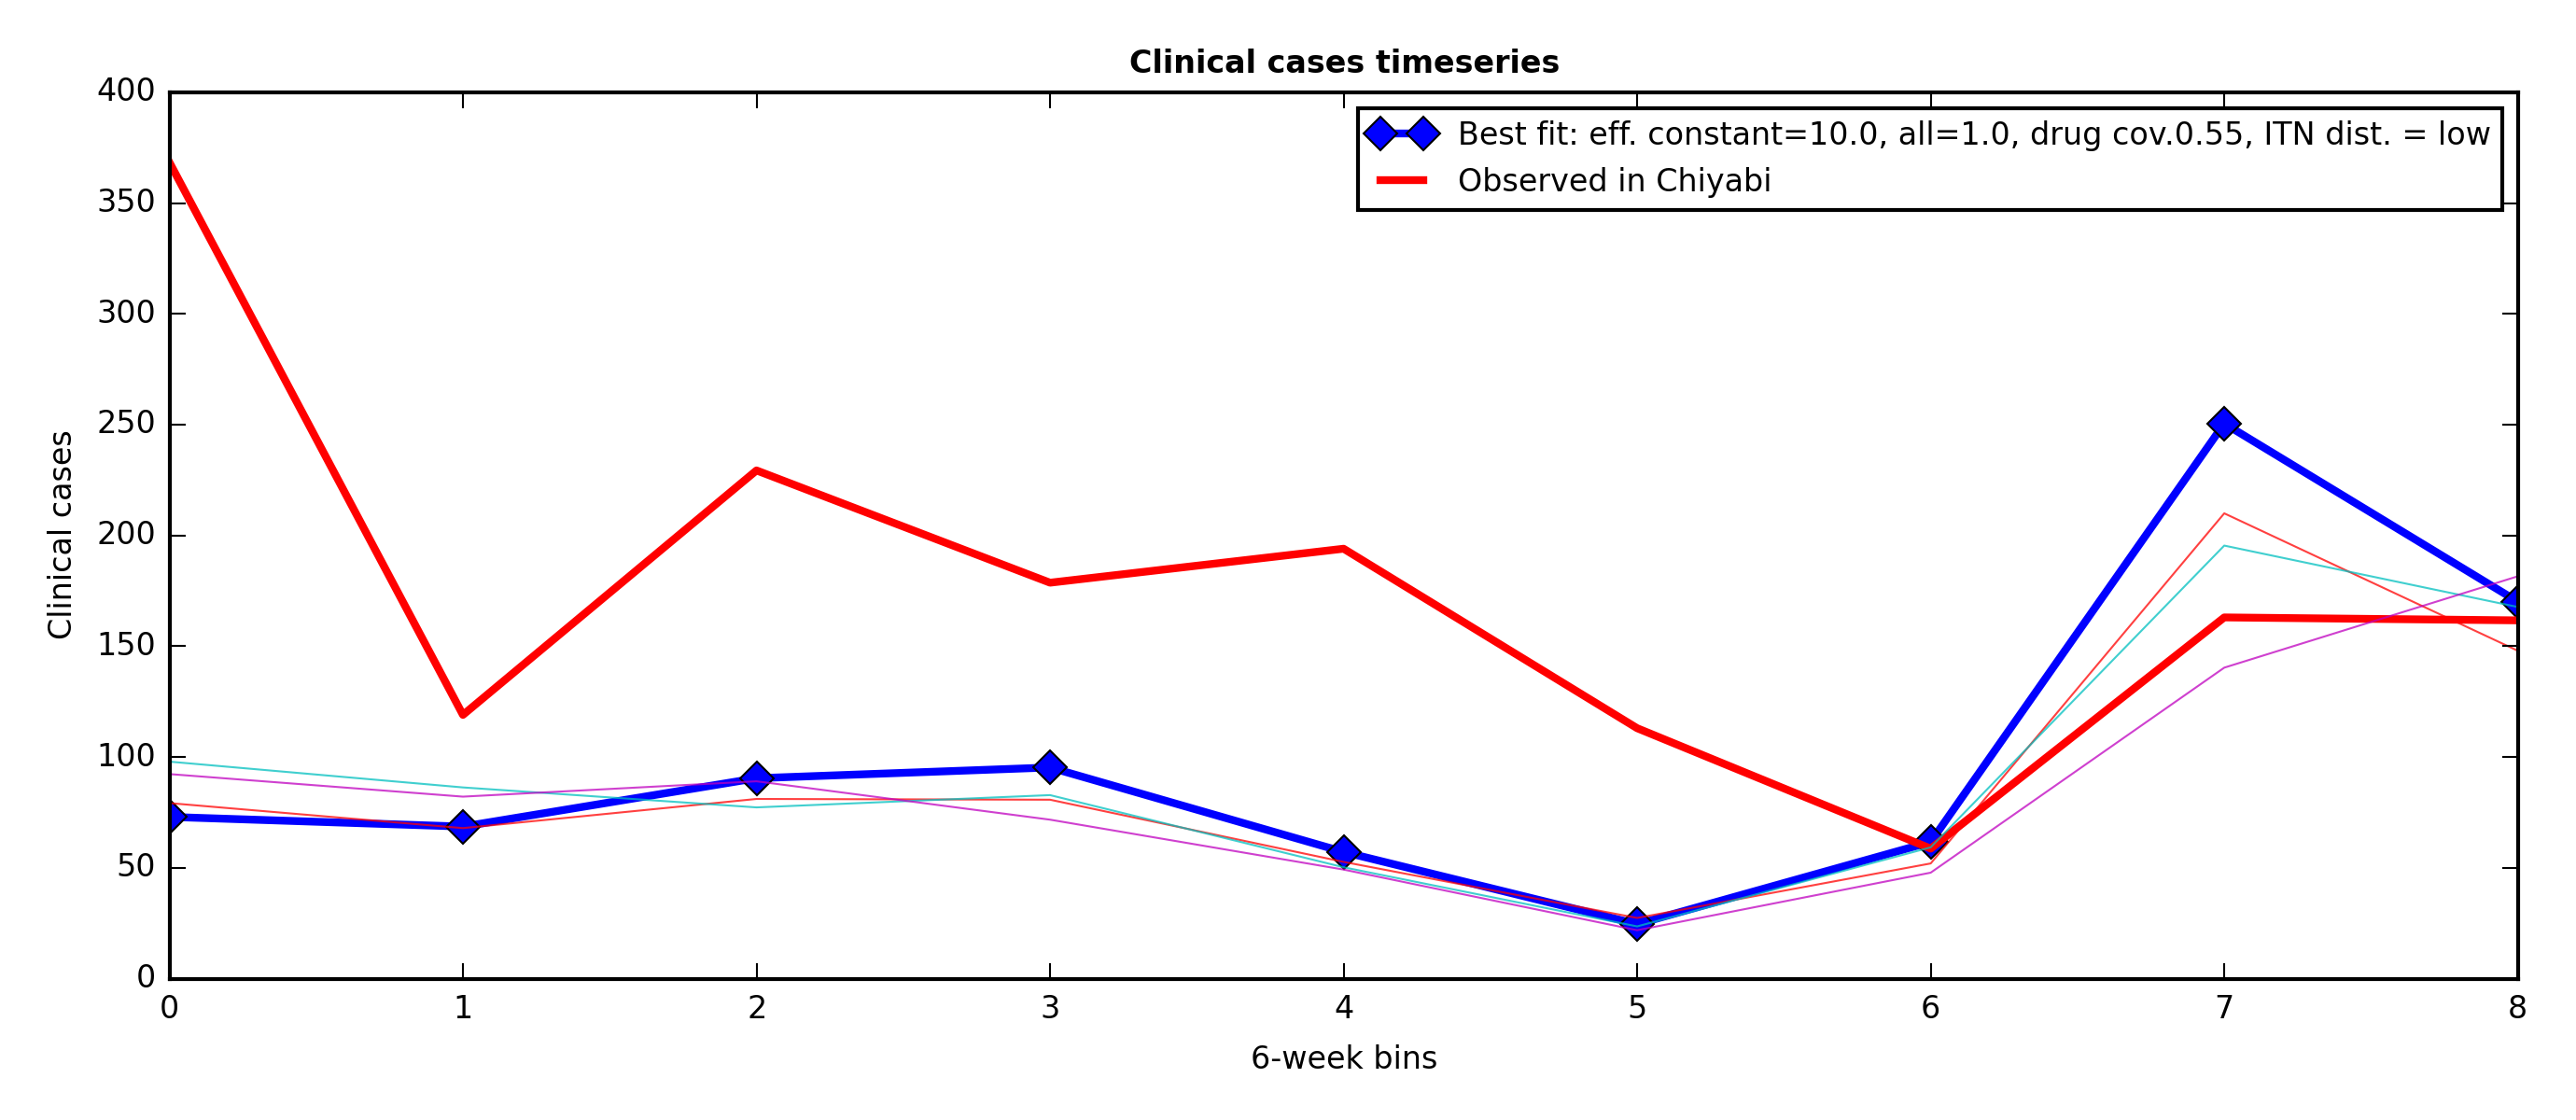 Clinical cases timeseries
400
350
300
250
200
150
100
50
0
Clinical cases
Best fit: eff. constant=10.0, all=1.0, drug cov.0.55, ITN dist. = low
Observed in Chiyabi
0 1 2 3 4 5 6 7 8
6-week bins